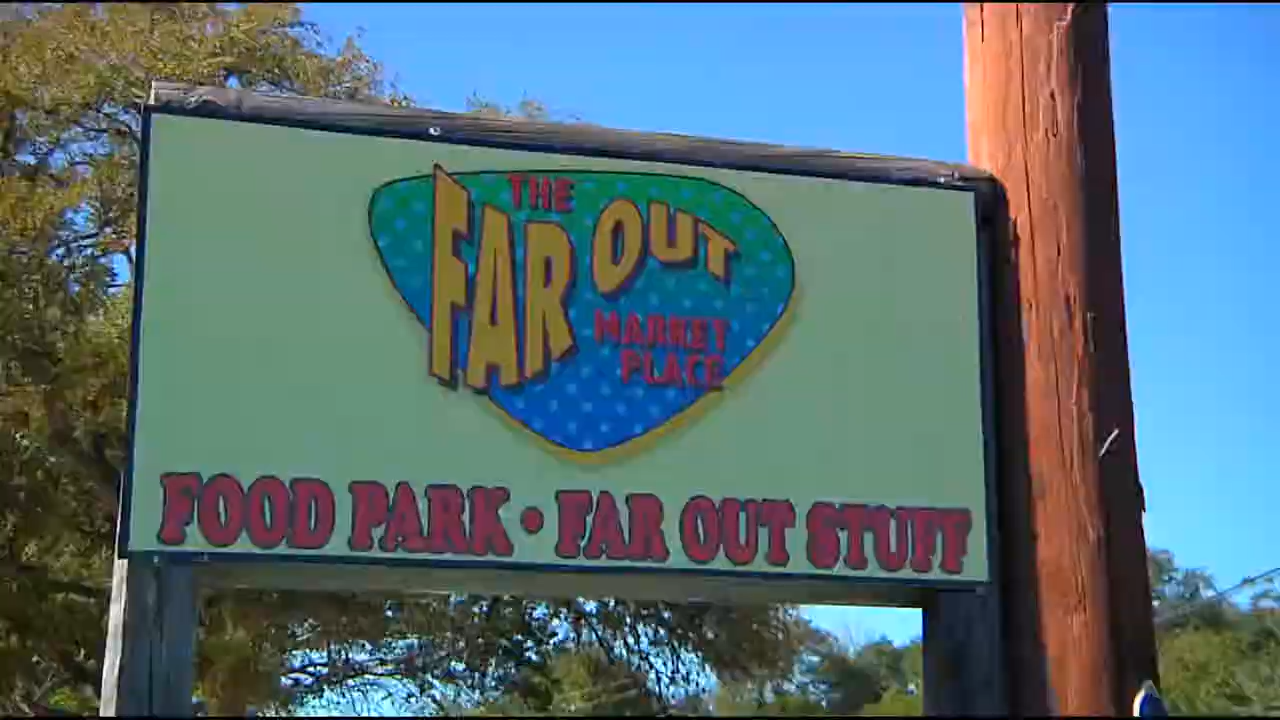 THE
FAR OUT
MARKET
PLACE
FOOD PARK • FAR OUT STUFF